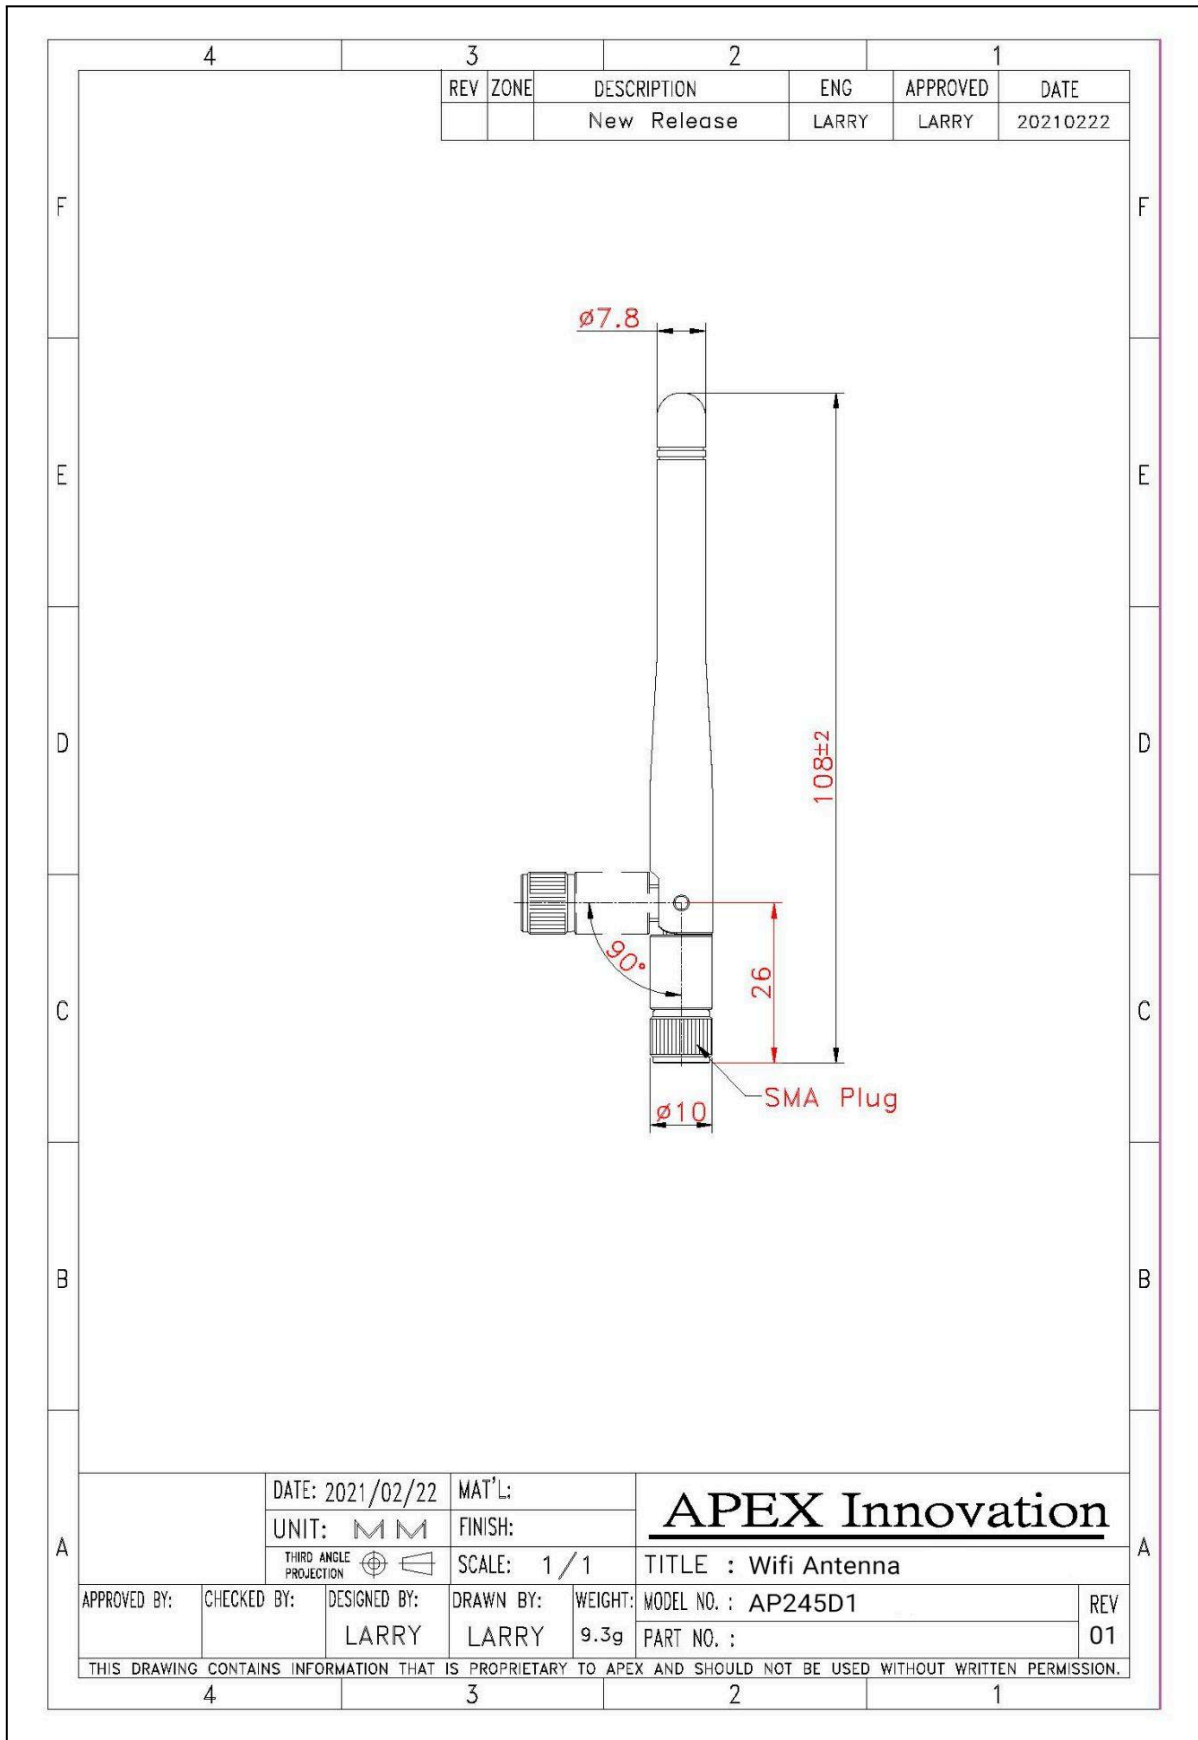 4 3 2 1
REV ZONE DESCRIPTION ENG APPROVED DATE
New Release LARRY LARRY 20210222
F F
ø7.8
E E
D D
108±2
90°
26
C C
SMA Plug
ø10
B B
DATE: 2021/02/22 MAT'L:
APEX Innovation
UNIT: MM FINISH:
A A
THIRD ANGLE
PROJECTION
SCALE: 1/1 TITLE : Wifi Antenna
APPROVED BY: CHECKED BY: DESIGNED BY: DRAWN BY: WEIGHT: MODEL NO. : AP245D1 REV
LARRY LARRY 9.3g PART NO. : 01
THIS DRAWING CONTAINS INFORMATION THAT IS PROPRIETARY TO APEX AND SHOULD NOT BE USED WITHOUT WRITTEN PERMISSION.
4 3 2 1